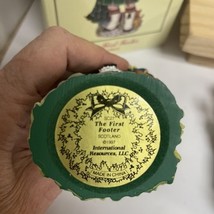 The First
Footer
SCOTLAND
©1997
International
Resources, LLC
MADE IN CHINA